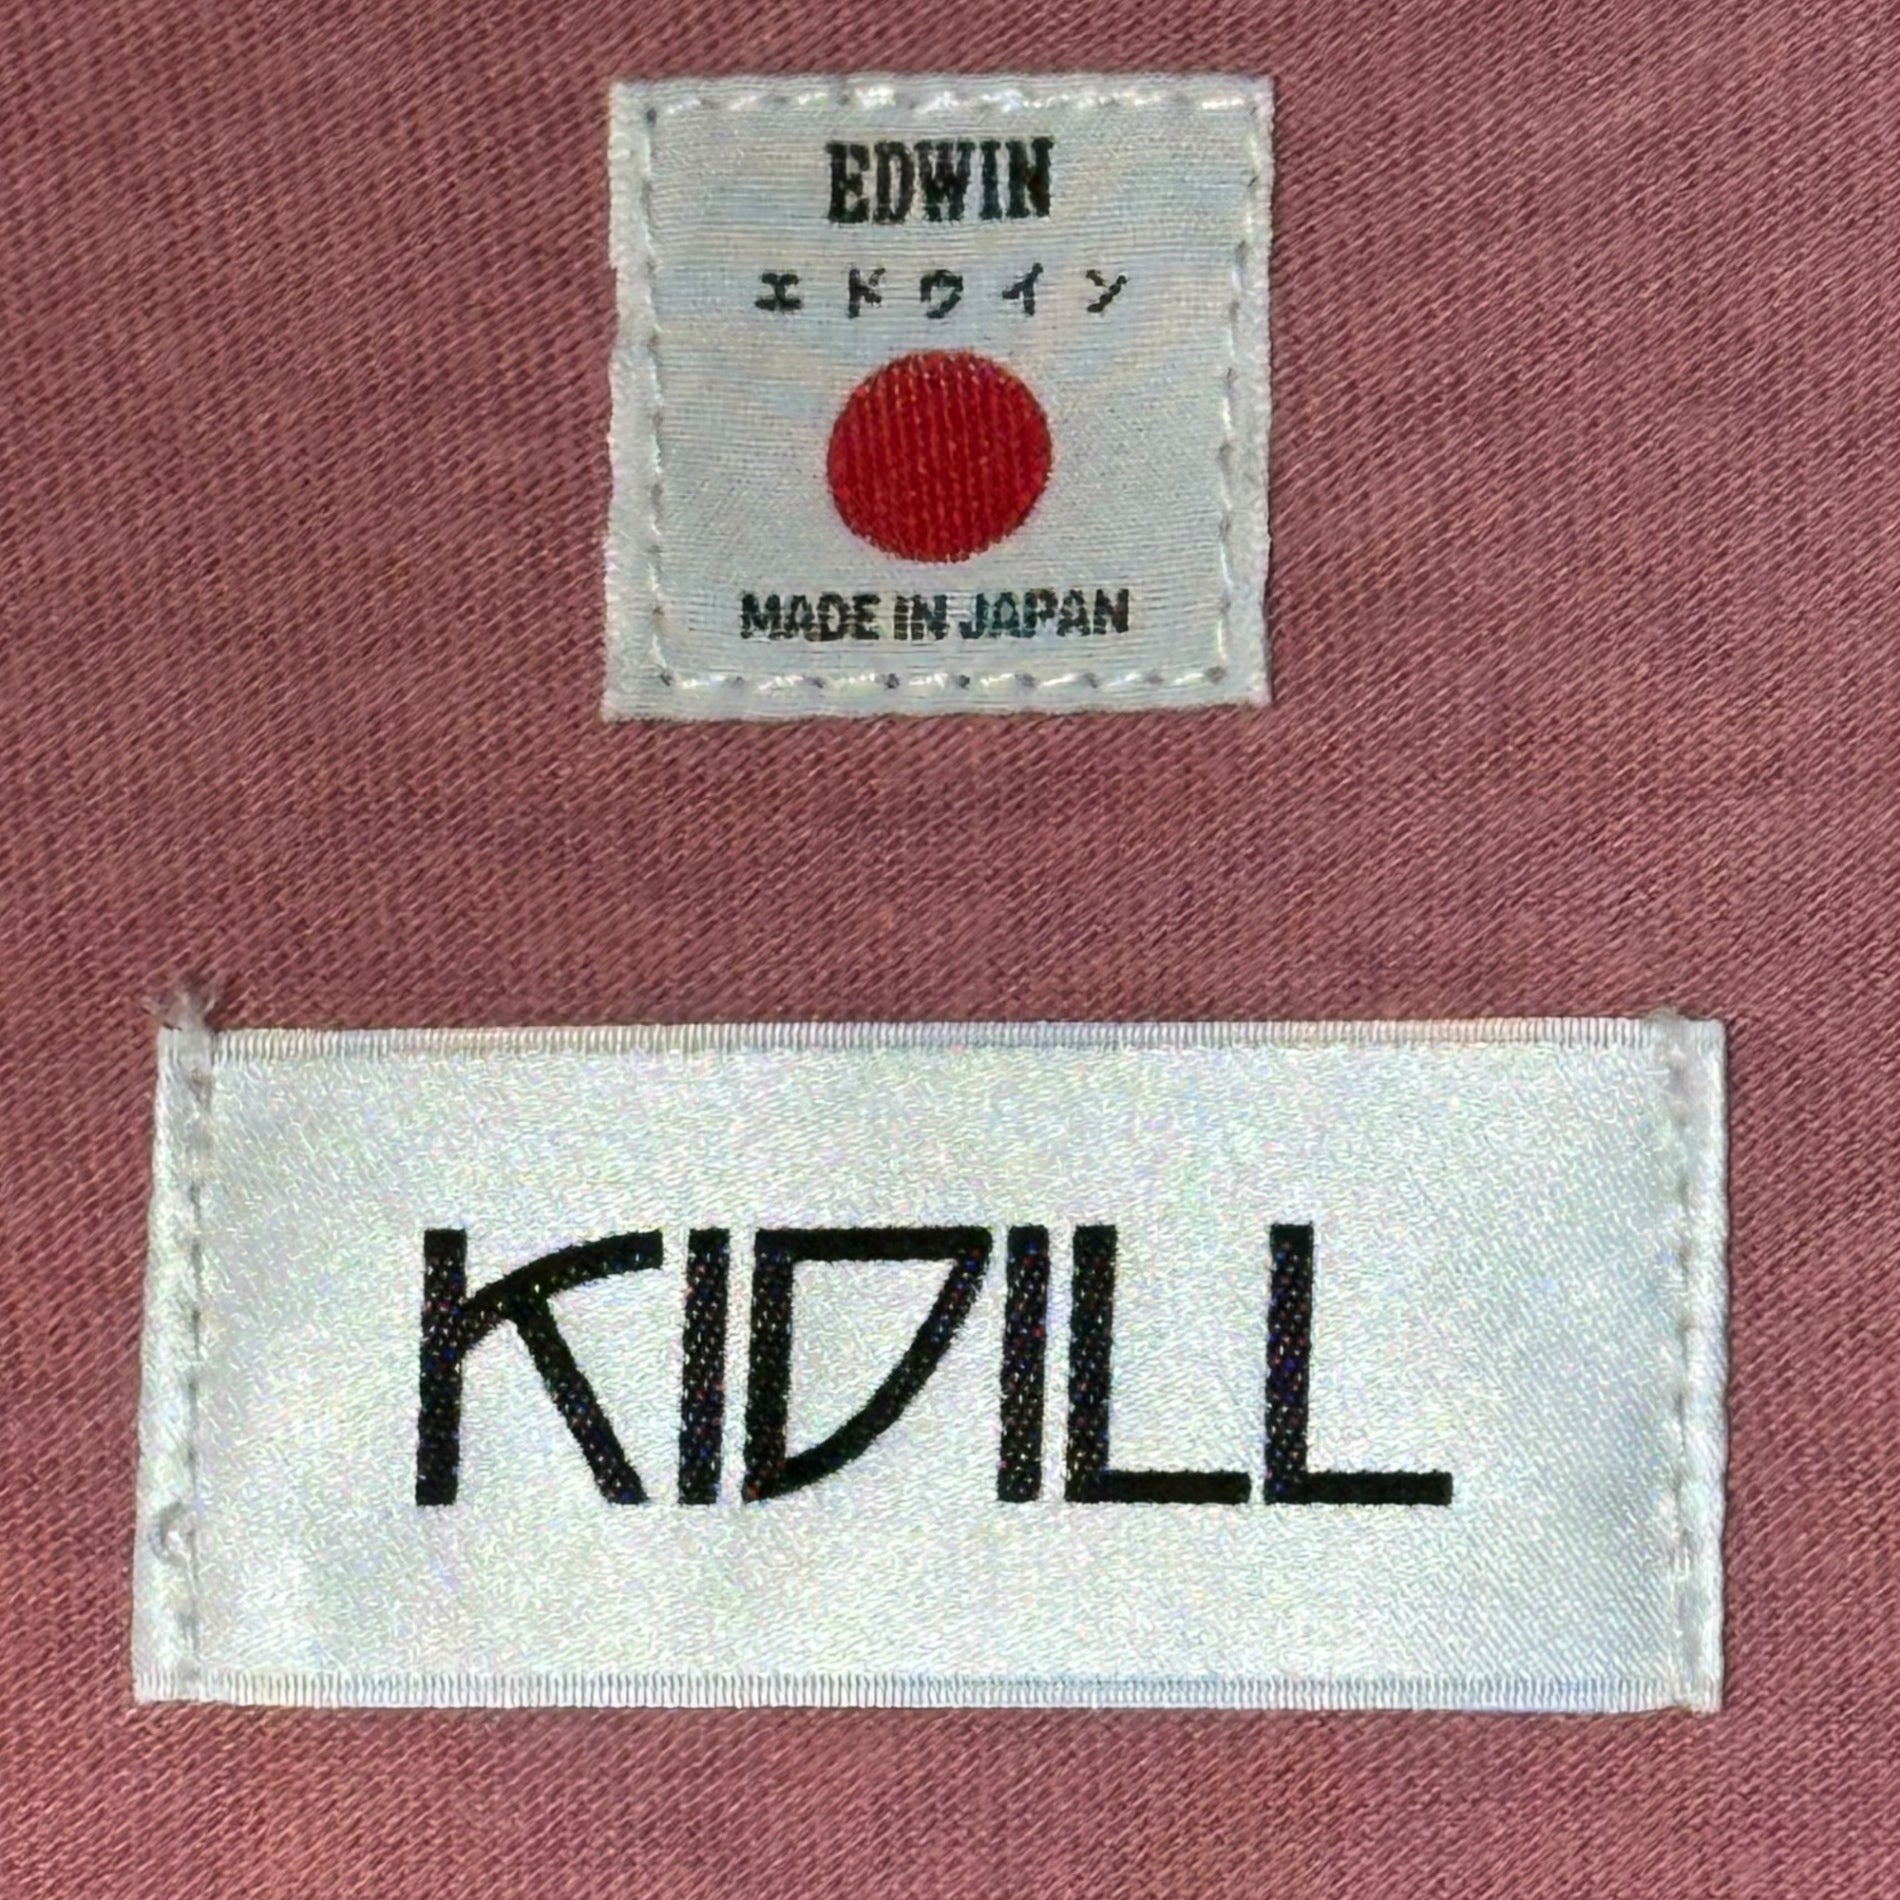 EDWIN
エドウイン
MADE IN JAPAN
KIDILL